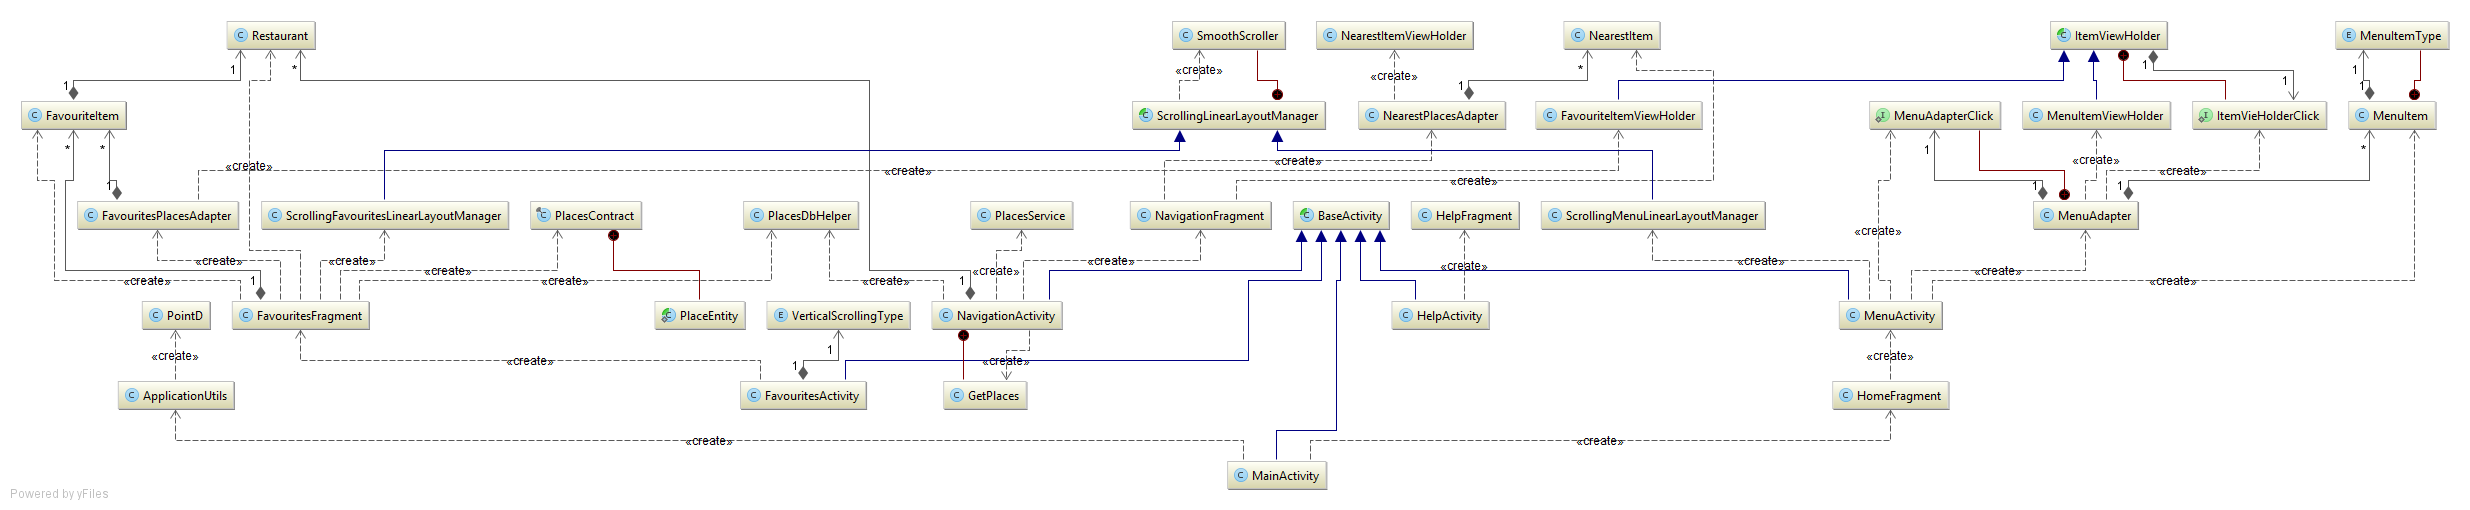 Restaurant
SmoothScroller
NearestItemViewHolder
NearestItem
ItemViewHolder
MenuItemType
1
*
«create»
«create»
*
1
1
1
1
1
1
FavouriteItem
ScrollingLinearLayoutManager
NearestPlacesAdapter
FavouriteItemViewHolder
MenuAdapterClick
MenuItemViewHolder
ItemVieHolderClick
MenuItem
*
*
1
*
«create»
«create»
«create»
«create»
«create»
«create»
1
1
1
FavouritesPlacesAdapter
ScrollingFavouritesLinearLayoutManager
PlacesContract
PlacesDbHelper
PlacesService
NavigationFragment
BaseActivity
HelpFragment
ScrollingMenuLinearLayoutManager
MenuAdapter
«create»
«create»
«create»
«create»
«create»
«create»
«create»
«create»
«create»
1
«create»
«create»
«create»
1
«create»
PointD
FavouritesFragment
PlaceEntity
VerticalScrollingType
NavigationActivity
HelpActivity
MenuActivity
1
«create»
«create»
1
«create»
«create»
ApplicationUtils
FavouritesActivity
GetPlaces
HomeFragment
«create»
«create»
MainActivity
Powered by yFiles